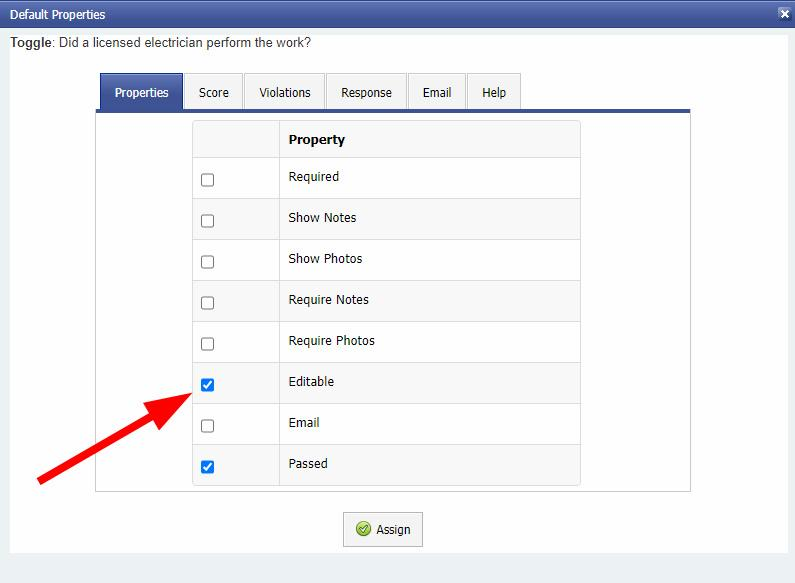 Default Properties
Toggle: Did a licensed electrician perform the work?
Properties Score Violations Response Email Help
Property
Required
Show Notes
Show Photos
Require Notes
Require Photos
Editable
Email
Passed
Assign